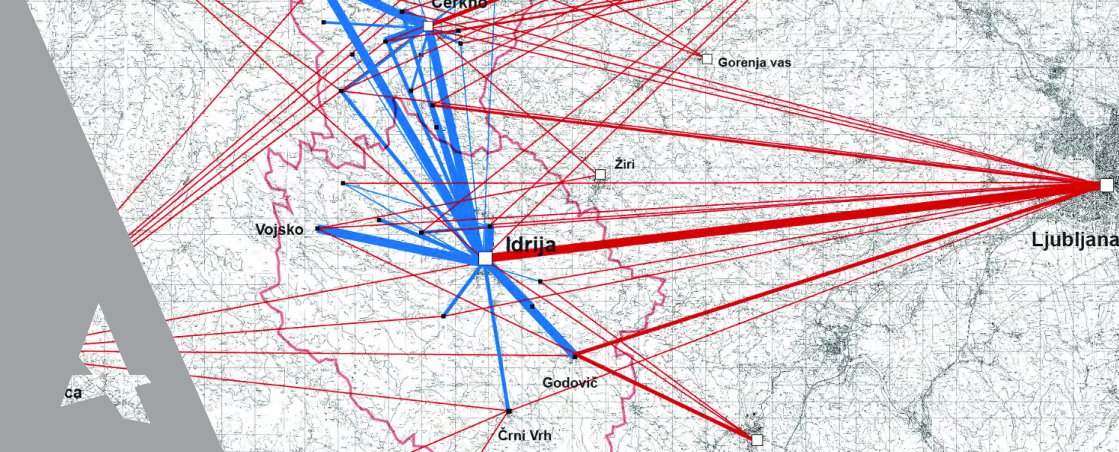 Cerkno
Gorenja vas
Žiri
Vojsko
Idrija
Ljubljana
ca
Godovič
Črni Vrh